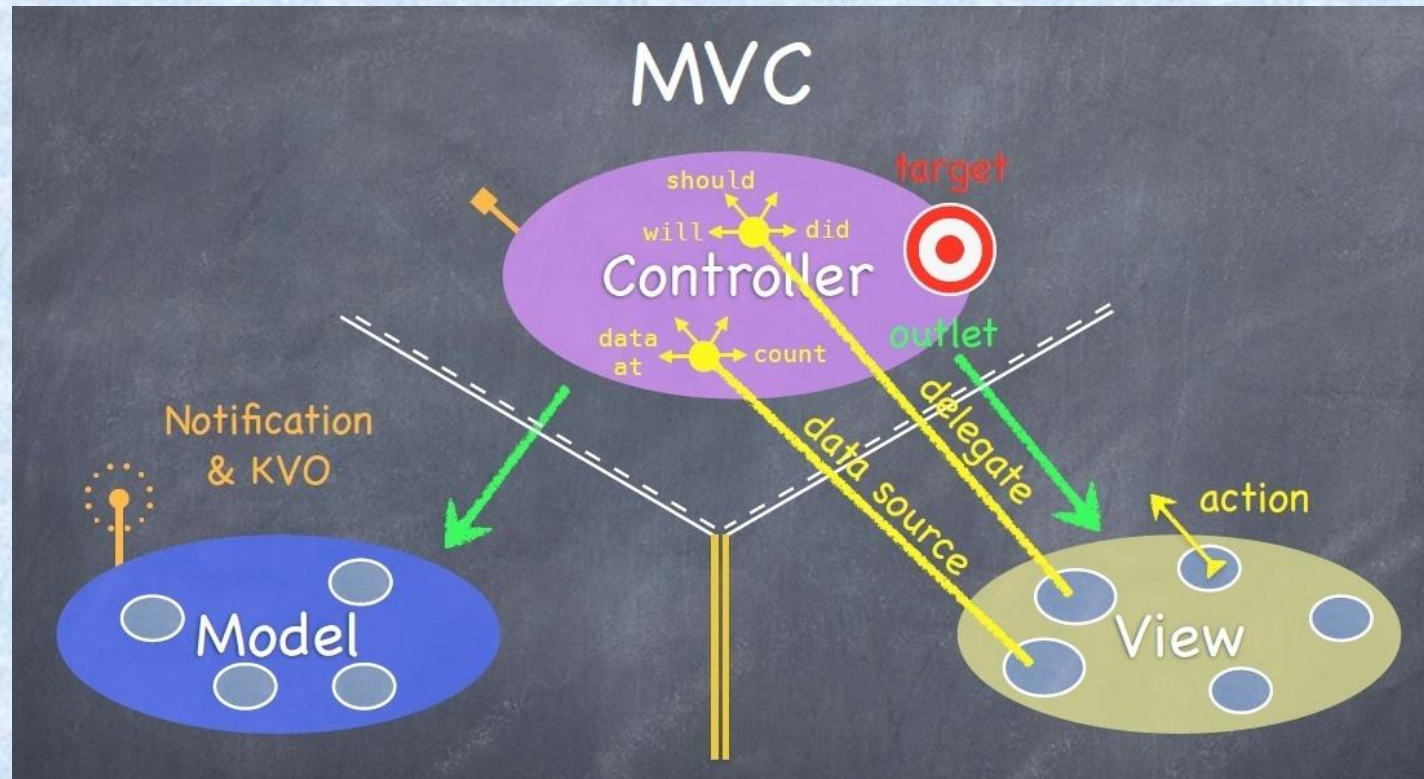 MVC
target
should
will
did
Controller
outlet
data
at
count
delegate
data source
Notification
& KVO
action
Model
View